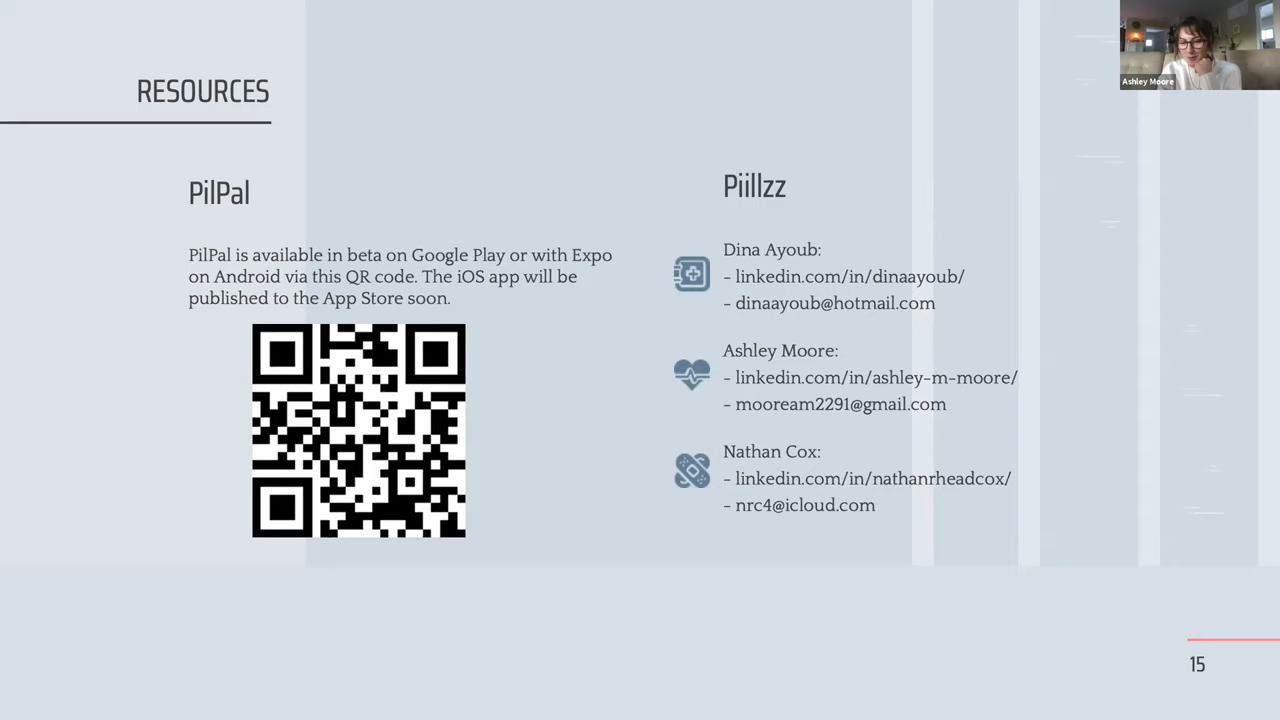 RESOURCES
PilPal
PilPal is available in beta on Google Play or with Expo
on Android via this QR code. The iOS app will be
published to the App Store soon.
Piillzz
Dina Ayoub:
- linkedin.com/in/dinaayoub/
- dinaayoub@hotmail.com
Ashley Moore:
- linkedin.com/in/ashley-m-moore/
- mooream2291@gmail.com
Nathan Cox:
- linkedin.com/in/nathanrheadcox/
- nrc4@icloud.com
Ashley Moore
15